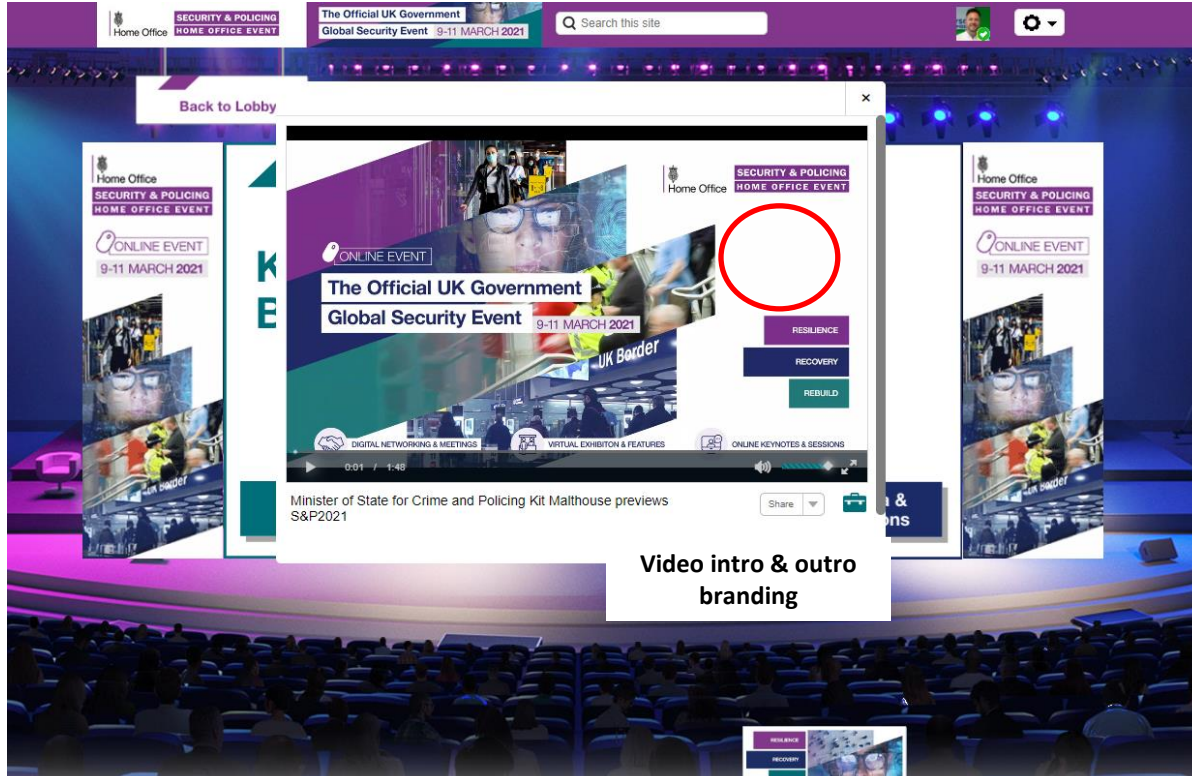 Home Office
SECURITY & POLICING
HOME OFFICE EVENT
The Official UK Government
Global Security Event 9-11 MARCH 2021
Search this site
Back to Lobby
×
Home Office
SECURITY & POLICING
HOME OFFICE EVENT
ONLINE EVENT
9-11 MARCH 2021
UK Border
K
B
Home Office
SECURITY & POLICING
HOME OFFICE EVENT
ONLINE EVENT
The Official UK Government
Global Security Event 9-11 MARCH 2021
UK Border
RESILIENCE
RECOVERY
REBUILD
DIGITAL NETWORKING & MEETINGS
VIRTUAL EXHIBITON & FEATURES
ONLINE KEYNOTES & SESSIONS
0:01 / 1:48
Minister of State for Crime and Policing Kit Malthouse previews
S&P2021
Share
&
ons
Home Office
SECURITY & POLICING
HOME OFFICE EVENT
ONLINE EVENT
9-11 MARCH 2021
UK Border
Video intro & outro
branding
RESILIENCE
RECOVERY